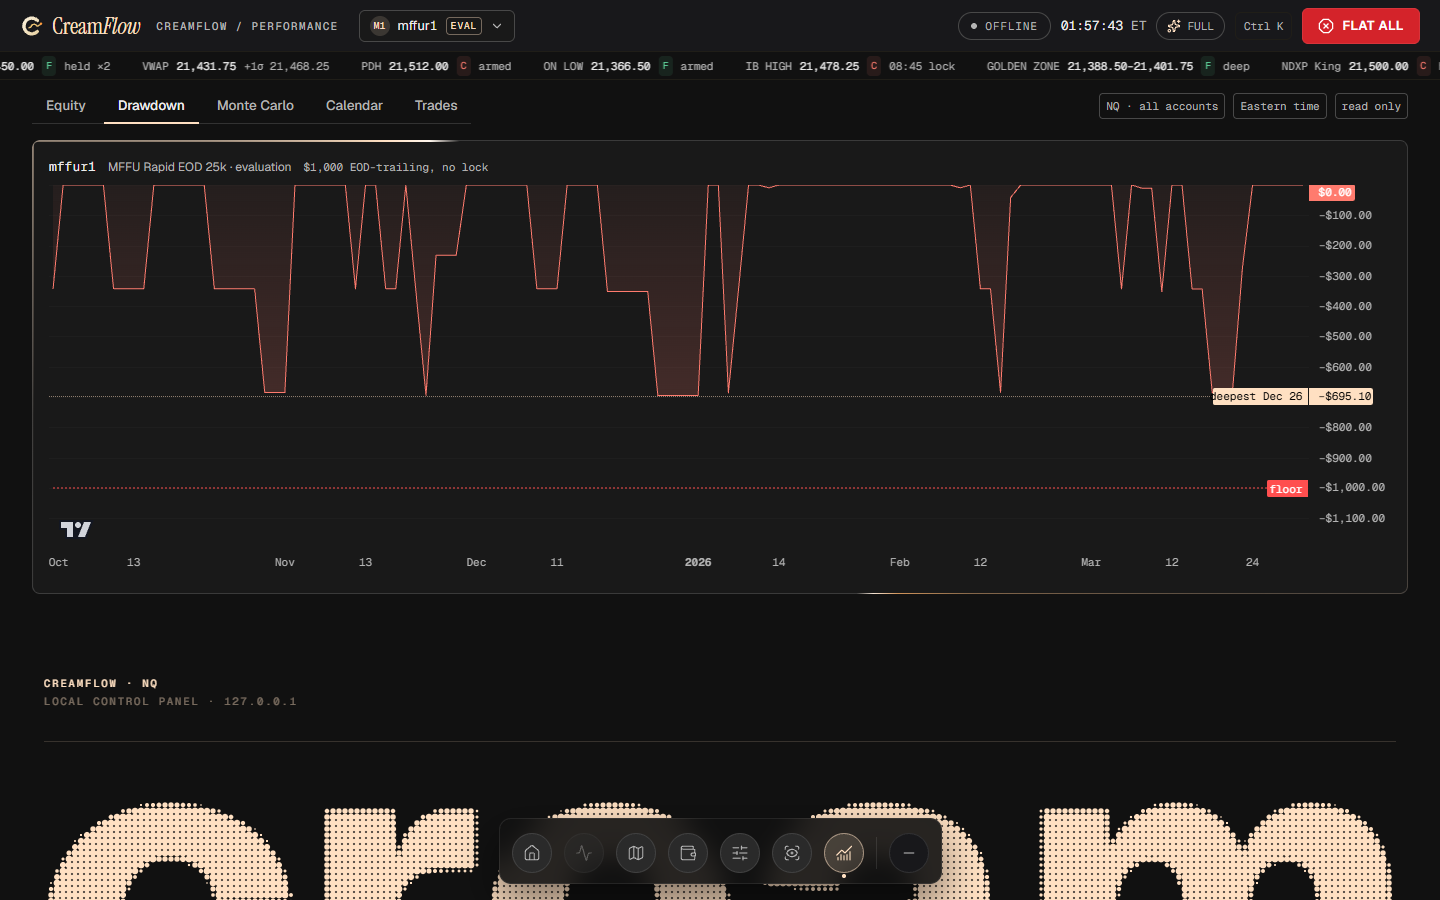 CreamFlow CREAMFLOW / PERFORMANCE M1 mffur1 EVAL OFFLINE 01:57:43 ET FULL Ctrl K FLAT ALL
50.00 F held ×2 VWAP 21,431.75 +1σ 21,468.25 PDH 21,512.00 C armed ON LOW 21,366.50 F armed IB HIGH 21,478.25 C 08:45 lock GOLDEN ZONE 21,388.50–21,401.75 F deep NDXP King 21,500.00 C
Equity Drawdown Monte Carlo Calendar Trades NQ · all accounts Eastern time read only
mffur1 MFFU Rapid EOD 25k · evaluation $1,000 EOD-trailing, no lock
$0.00
−$100.00
−$200.00
−$300.00
−$400.00
−$500.00
−$600.00
deepest Dec 26 −$695.10
−$800.00
−$900.00
floor −$1,000.00
−$1,100.00
Oct 13 Nov 13 Dec 11 2026 14 Feb 12 Mar 12 24
CREAMFLOW · NQ
LOCAL CONTROL PANEL · 127.0.0.1